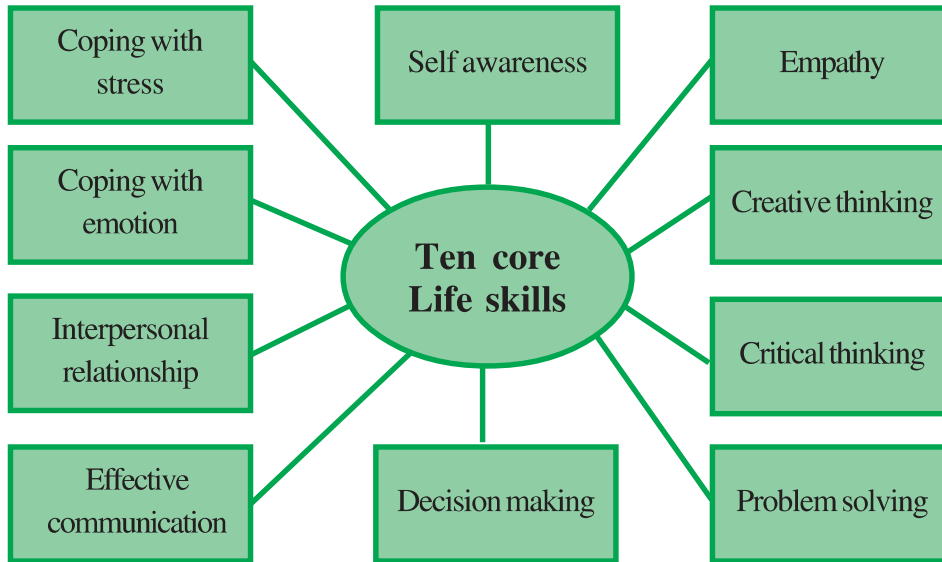 Coping with
stress
Self awareness
Empathy
Coping with
emotion
Creative thinking
Ten core
Life skills
Interpersonal
relationship
Critical thinking
Effective
communication
Decision making
Problem solving